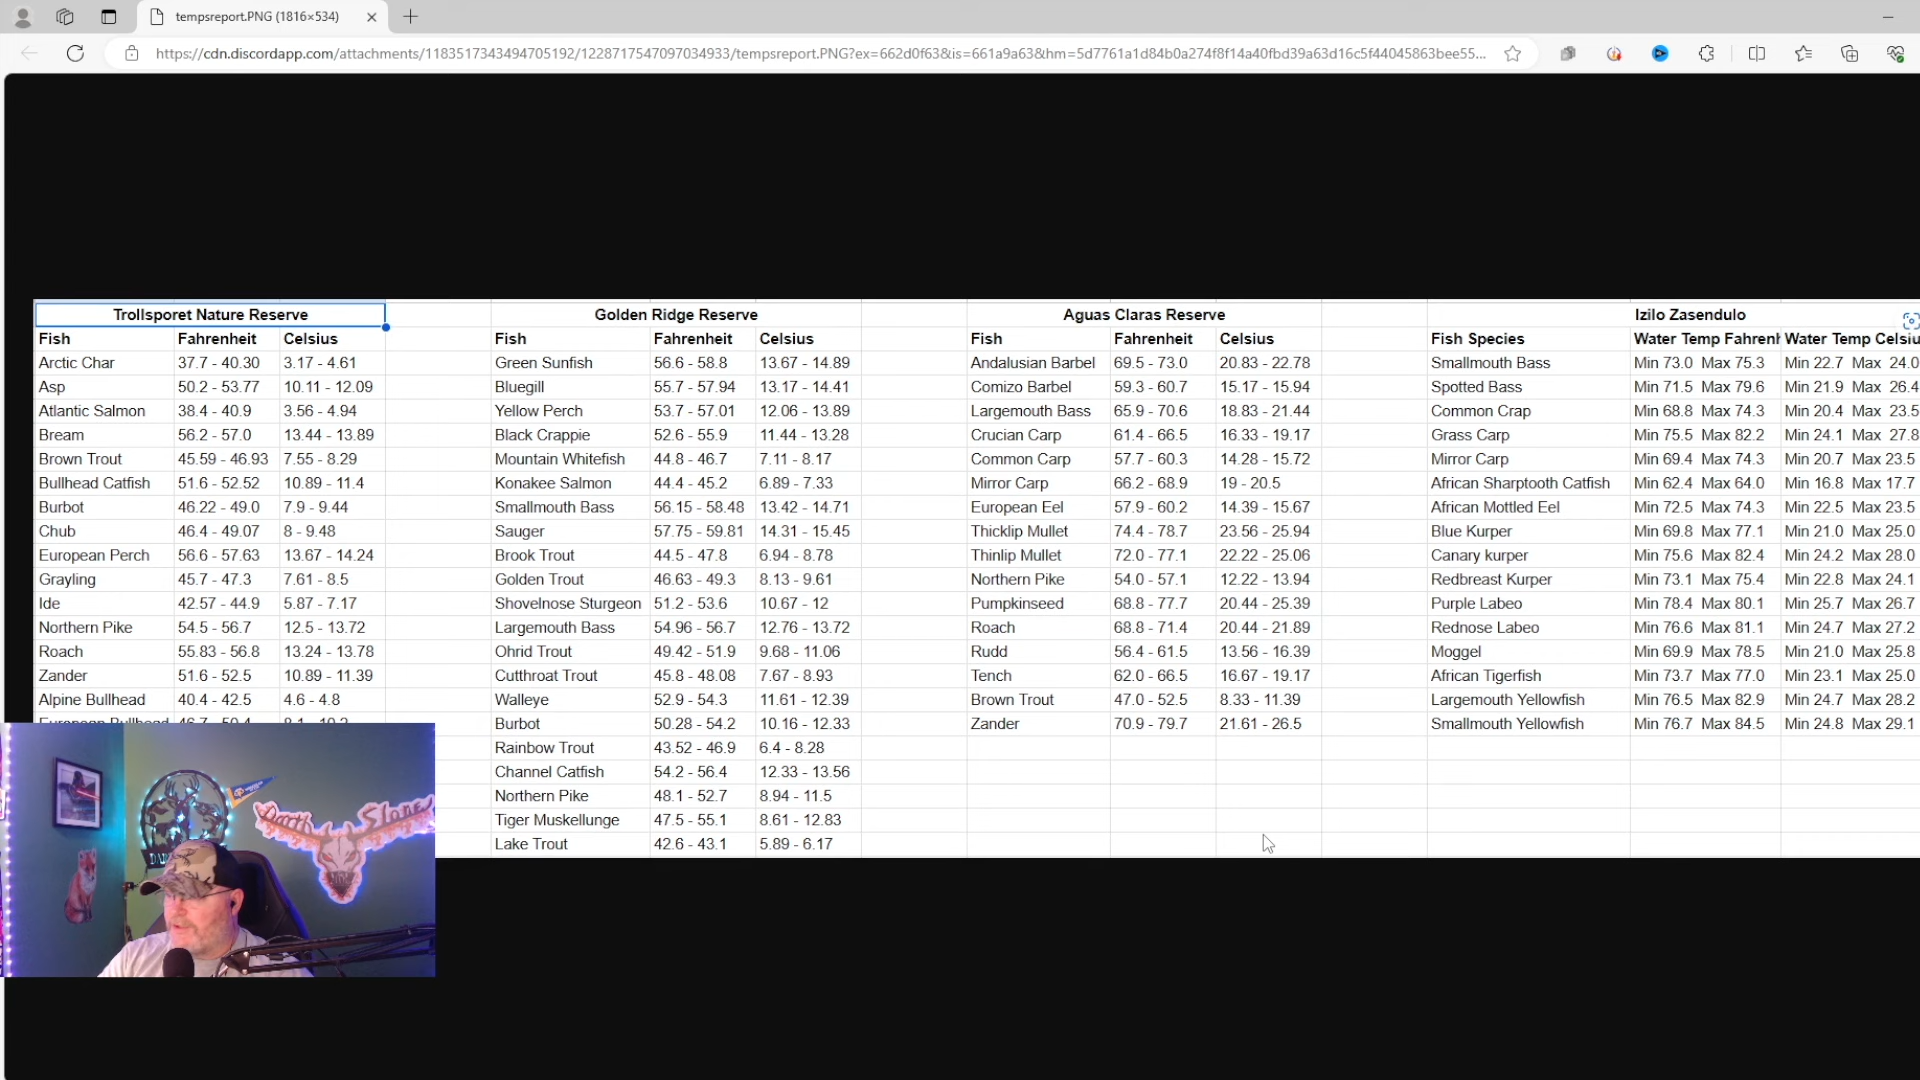 tempsreport.PNG (1816×534)
https://cdn.discordapp.com/attachments/1183517343494705192/1228717547097034933/tempsreport.PNG?ex=662d0f63&is=661a9a63&hm=5d7761a1d84b0a274f8f14a40fbd39a63d16c5f44045863bee55...
Trollsporet Nature Reserve Golden Ridge Reserve Aguas Claras Reserve Izilo Zasendulo
Fish Fahrenheit Celsius Fish Fahrenheit Celsius Fish Fahrenheit Celsius Fish Species Water Temp Fahrenh Water Temp Celsiu
Arctic Char 37.7 - 40.30 3.17 - 4.61 Green Sunfish 56.6 - 58.8 13.67 - 14.89 Andalusian Barbel 69.5 - 73.0 20.83 - 22.78 Smallmouth Bass Min 73.0 Max 75.3 Min 22.7 Max 24.0
Asp 50.2 - 53.77 10.11 - 12.09 Bluegill 55.7 - 57.94 13.17 - 14.41 Comizo Barbel 59.3 - 60.7 15.17 - 15.94 Spotted Bass Min 71.5 Max 79.6 Min 21.9 Max 26.4
Atlantic Salmon 38.4 - 40.9 3.56 - 4.94 Yellow Perch 53.7 - 57.01 12.06 - 13.89 Largemouth Bass 65.9 - 70.6 18.83 - 21.44 Common Crap Min 68.8 Max 74.3 Min 20.4 Max 23.5
Bream 56.2 - 57.0 13.44 - 13.89 Black Crappie 52.6 - 55.9 11.44 - 13.28 Crucian Carp 61.4 - 66.5 16.33 - 19.17 Grass Carp Min 75.5 Max 82.2 Min 24.1 Max 27.8
Brown Trout 45.59 - 46.93 7.55 - 8.29 Mountain Whitefish 44.8 - 46.7 7.11 - 8.17 Common Carp 57.7 - 60.3 14.28 - 15.72 Mirror Carp Min 69.4 Max 74.3 Min 20.7 Max 23.5
Bullhead Catfish 51.6 - 52.52 10.89 - 11.4 Konakee Salmon 44.4 - 45.2 6.89 - 7.33 Mirror Carp 66.2 - 68.9 19 - 20.5 African Sharptooth Catfish Min 62.4 Max 64.0 Min 16.8 Max 17.7
Burbot 46.22 - 49.0 7.9 - 9.44 Smallmouth Bass 56.15 - 58.48 13.42 - 14.71 European Eel 57.9 - 60.2 14.39 - 15.67 African Mottled Eel Min 72.5 Max 74.3 Min 22.5 Max 23.5
Chub 46.4 - 49.07 8 - 9.48 Sauger 57.75 - 59.81 14.31 - 15.45 Thicklip Mullet 74.4 - 78.7 23.56 - 25.94 Blue Kurper Min 69.8 Max 77.1 Min 21.0 Max 25.0
European Perch 56.6 - 57.63 13.67 - 14.24 Brook Trout 44.5 - 47.8 6.94 - 8.78 Thinlip Mullet 72.0 - 77.1 22.22 - 25.06 Canary kurper Min 75.6 Max 82.4 Min 24.2 Max 28.0
Grayling 45.7 - 47.3 7.61 - 8.5 Golden Trout 46.63 - 49.3 8.13 - 9.61 Northern Pike 54.0 - 57.1 12.22 - 13.94 Redbreast Kurper Min 73.1 Max 75.4 Min 22.8 Max 24.1
Ide 42.57 - 44.9 5.87 - 7.17 Shovelnose Sturgeon 51.2 - 53.6 10.67 - 12 Pumpkinseed 68.8 - 77.7 20.44 - 25.39 Purple Labeo Min 78.4 Max 80.1 Min 25.7 Max 26.7
Northern Pike 54.5 - 56.7 12.5 - 13.72 Largemouth Bass 54.96 - 56.7 12.76 - 13.72 Roach 68.8 - 71.4 20.44 - 21.89 Rednose Labeo Min 76.6 Max 81.1 Min 24.7 Max 27.2
Roach 55.83 - 56.8 13.24 - 13.78 Ohrid Trout 49.42 - 51.9 9.68 - 11.06 Rudd 56.4 - 61.5 13.56 - 16.39 Moggel Min 69.9 Max 78.5 Min 21.0 Max 25.8
Zander 51.6 - 52.5 10.89 - 11.39 Cutthroat Trout 45.8 - 48.08 7.67 - 8.93 Tench 62.0 - 66.5 16.67 - 19.17 African Tigerfish Min 73.7 Max 77.0 Min 23.1 Max 25.0
Alpine Bullhead 40.4 - 42.5 4.6 - 4.8 Walleye 52.9 - 54.3 11.61 - 12.39 Brown Trout 47.0 - 52.5 8.33 - 11.39 Largemouth Yellowfish Min 76.5 Max 82.9 Min 24.7 Max 28.2
European Bullhead Burbot 50.28 - 54.2 10.16 - 12.33 Zander 70.9 - 79.7 21.61 - 26.5 Smallmouth Yellowfish Min 76.7 Max 84.5 Min 24.8 Max 29.1
Rainbow Trout 43.52 - 46.9 6.4 - 8.28
Channel Catfish 54.2 - 56.4 12.33 - 13.56
Northern Pike 48.1 - 52.7 8.94 - 11.5
Tiger Muskellunge 47.5 - 55.1 8.61 - 12.83
Lake Trout 42.6 - 43.1 5.89 - 6.17